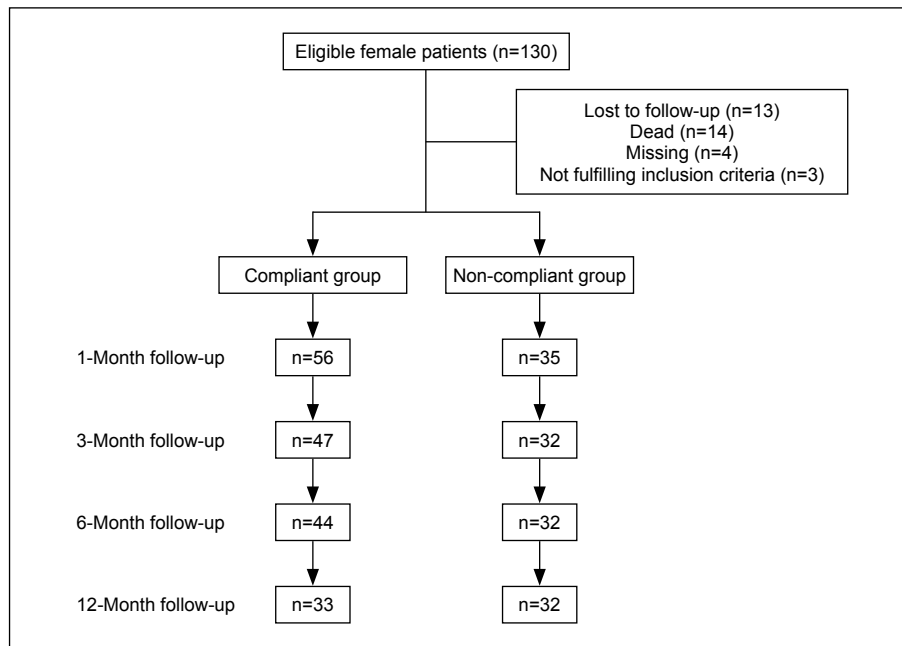 Eligible female patients (n=130)
Lost to follow-up (n=13)
Dead (n=14)
Missing (n=4)
Not fulfilling inclusion criteria (n=3)
Compliant group
Non-compliant group
1-Month follow-up
n=56
n=35
3-Month follow-up
n=47
n=32
6-Month follow-up
n=44
n=32
12-Month follow-up
n=33
n=32